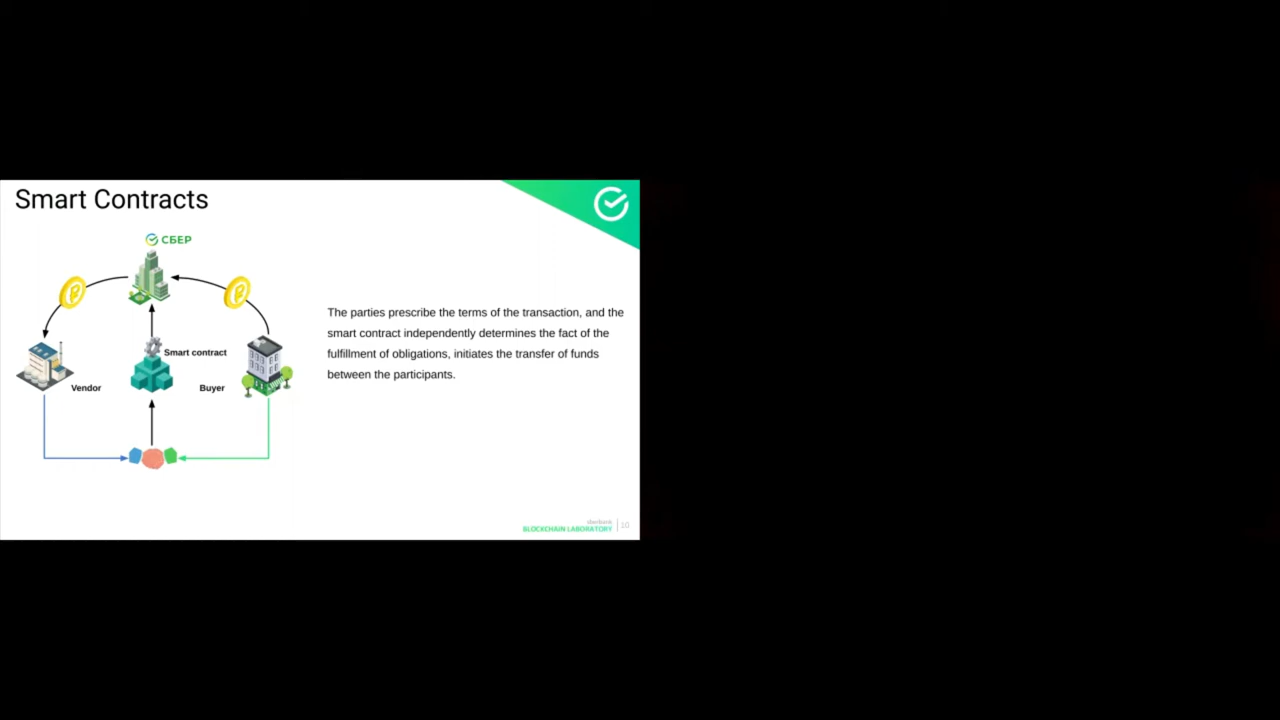 Smart Contracts
СБЕР
Smart contract
Vendor
Buyer
The parties prescribe the terms of the transaction, and the
smart contract independently determines the fact of the
fulfillment of obligations, initiates the transfer of funds
between the participants.
sberbank
BLOCKCHAIN LABORATORY
10